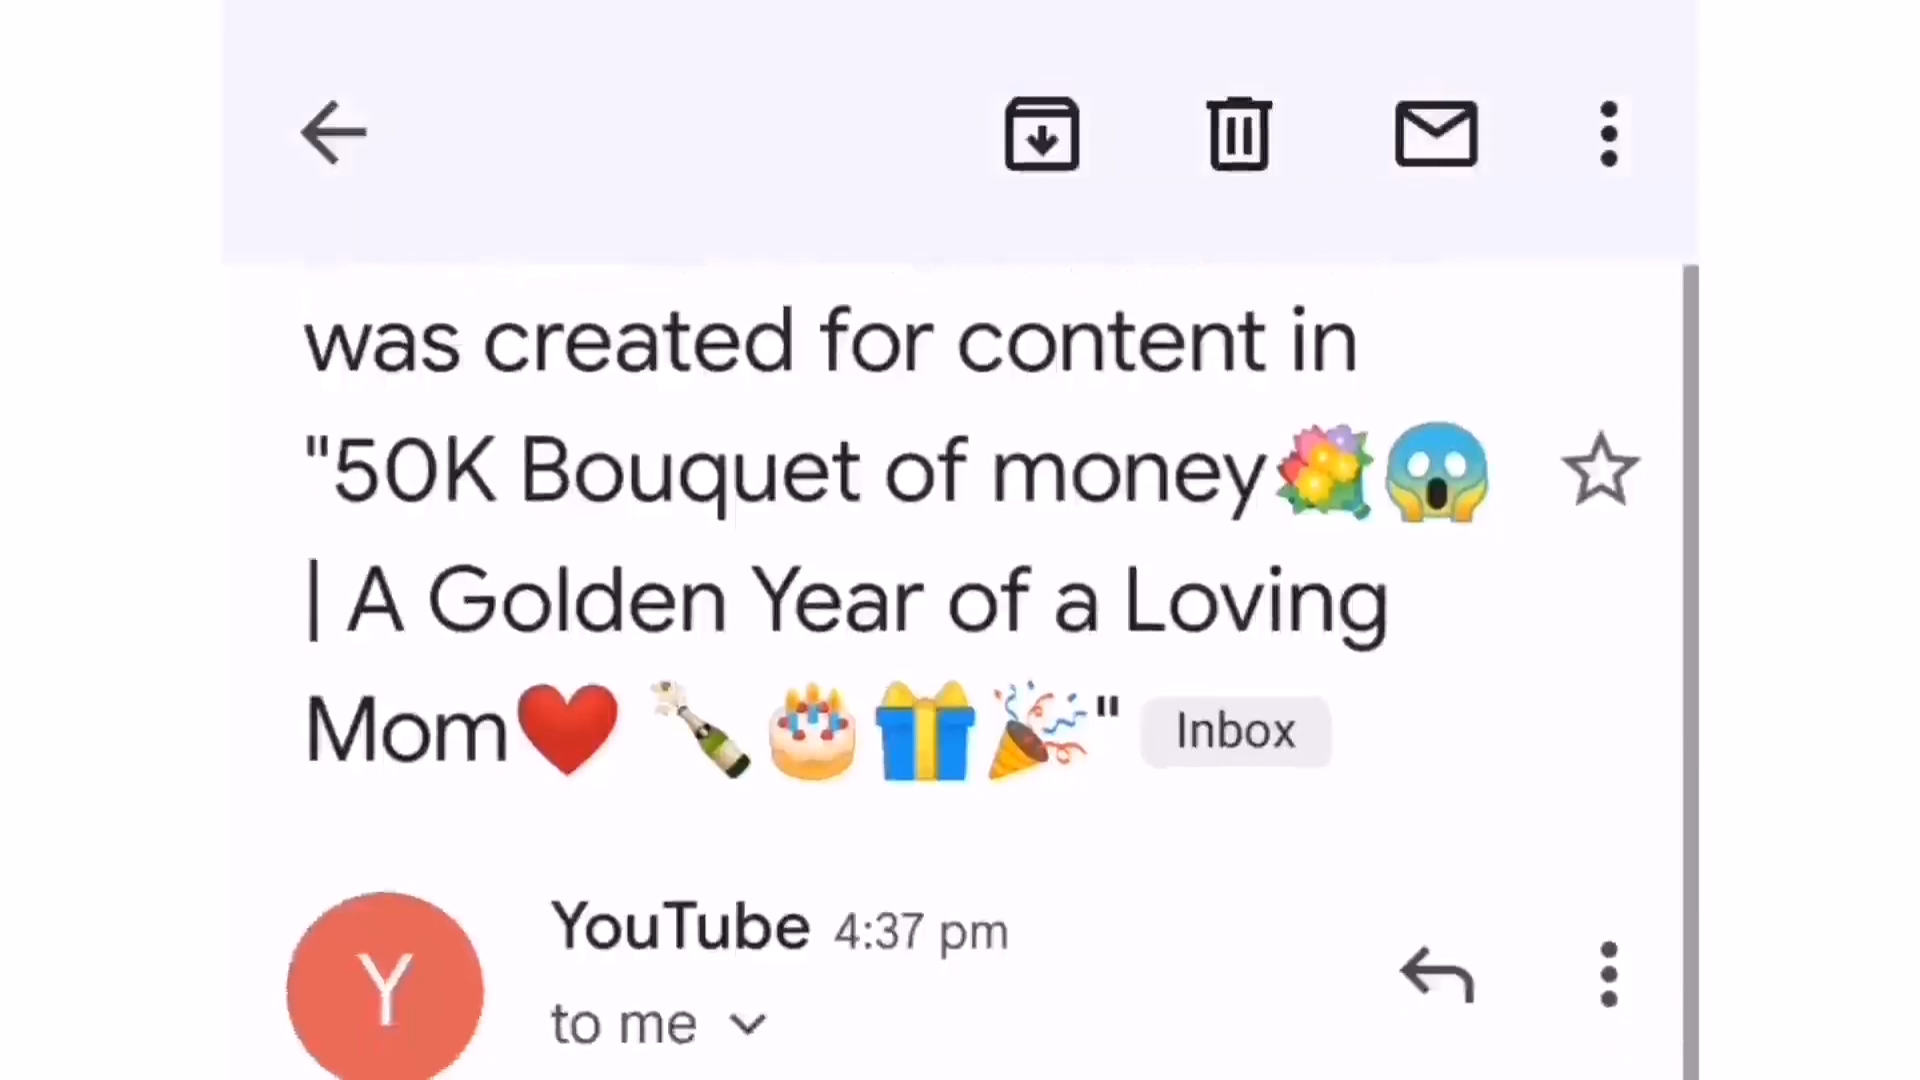 was created for content in
"50K Bouquet of money💐😱
| A Golden Year of a Loving
Mom❤️ 🍾🎂🎁🎉" Inbox
YouTube 4:37 pm
Y
to me